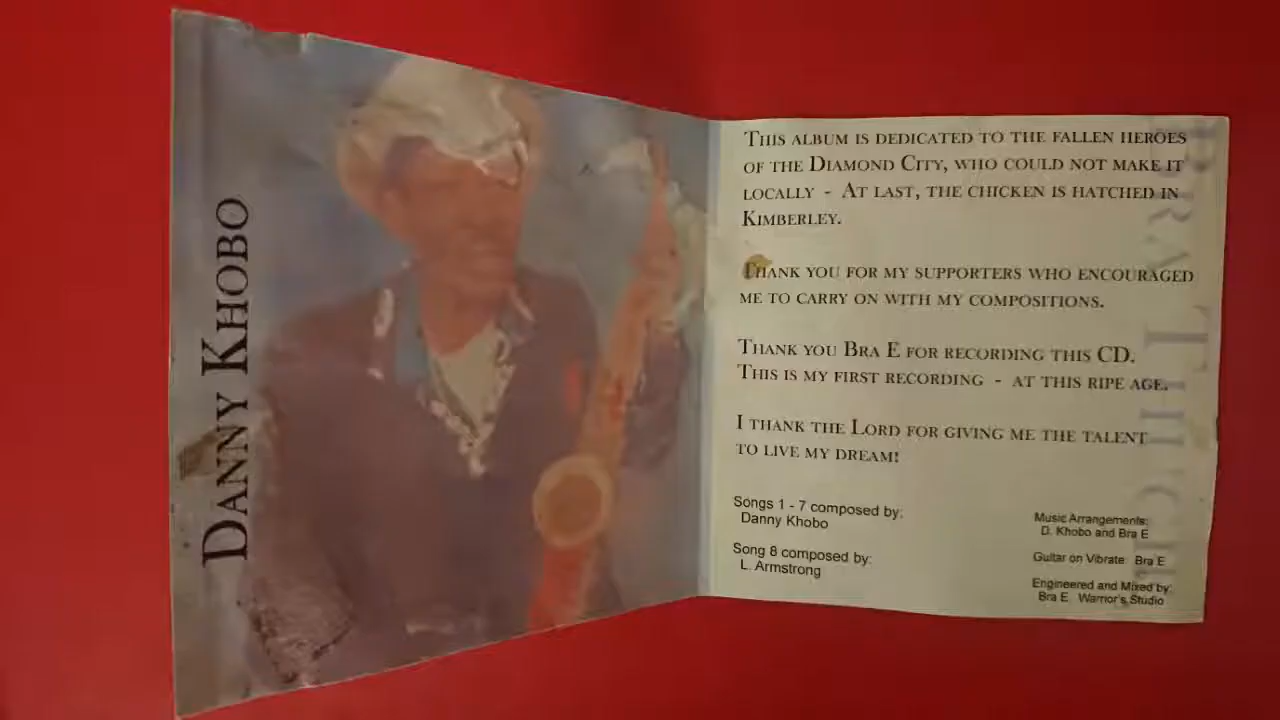 DANNY KHOBO
THIS ALBUM IS DEDICATED TO THE FALLEN HEROES
OF THE DIAMOND CITY, WHO COULD NOT MAKE IT
LOCALLY - AT LAST, THE CHICKEN IS HATCHED IN
KIMBERLEY.
THANK YOU FOR MY SUPPORTERS WHO ENCOURAGED
ME TO CARRY ON WITH MY COMPOSITIONS.
THANK YOU BRA E FOR RECORDING THIS CD.
THIS IS MY FIRST RECORDING - AT THIS RIPE AGE.
I THANK THE LORD FOR GIVING ME THE TALENT
TO LIVE MY DREAM!
Songs 1 - 7 composed by:
Danny Khobo
Song 8 composed by:
L. Armstrong
Music Arrangements:
D. Khobo and Bra E
Guitar on Vibrate: Bra E
Engineered and Mixed by:
Bra E. Warrior's Studio